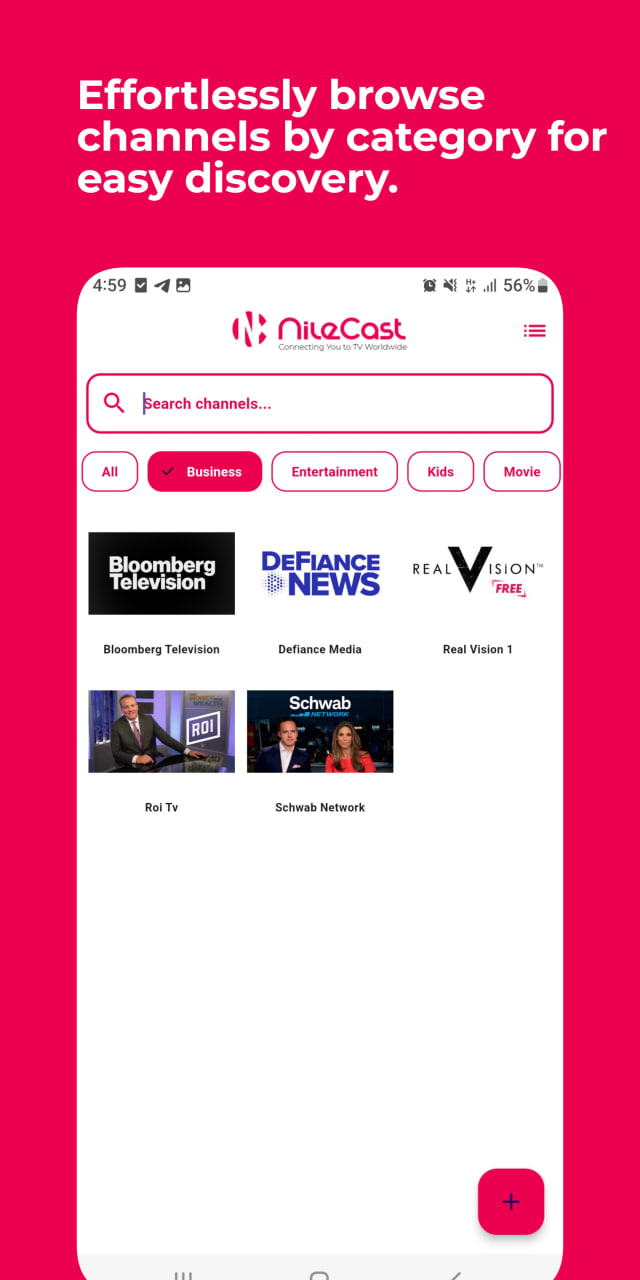 Effortlessly browse
channels by category for
easy discovery.
4:59
56%
NileCast
Connecting You to TV Worldwide
Search channels...
All
Business
Entertainment
Kids
Movie
Bloomberg
Television
DEFIANCE
NEWS
REAL VISION™
FREE
Bloomberg Television
Defiance Media
Real Vision 1
WEALTH
ROI
Schwab
NETWORK
Roi Tv
Schwab Network